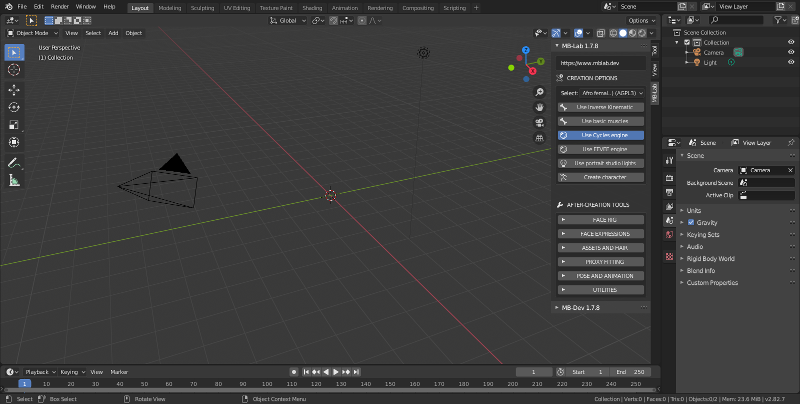 File Edit Render Window Help Layout Modeling Sculpting UV Editing Texture Paint Shading Animation Rendering Compositing Scripting Scene View Layer
Global Options
Object Mode View Select Add Object
User Perspective
(1) Collection
MB-Lab 1.7.8
https://www.mblab.dev
CREATION OPTIONS
Select: Afro femal...) (AGPL3)
Use Inverse Kinematic
Use basic muscles
Use Cycles engine
Use EEVEE engine
Use portrait studio lights
Create character
AFTER-CREATION TOOLS
FACE RIG
FACE EXPRESSIONS
ASSETS AND HAIR
PROXY FITTING
POSE AND ANIMATION
UTILITIES
MB-Dev 1.7.8
Tool
View
MB-Lab
Z
Y
X
Scene Collection
Collection
Camera
Light
Scene View Layer
Scene
Camera Camera
Background Scene
Active Clip
Units
Gravity
Keying Sets
Audio
Rigid Body World
Blend Info
Custom Properties
Playback Keying View Marker 1 Start 1 End 250
1 10 20 30 40 50 60 70 80 90 100 110 120 130 140 150 160 170 180 190 200 210 220 230 240 250
Select Box Select Rotate View Object Context Menu Collection | Verts:0 | Faces:0 | Tris:0 | Objects:0/2 | Mem: 23.6 MiB | v2.82.7